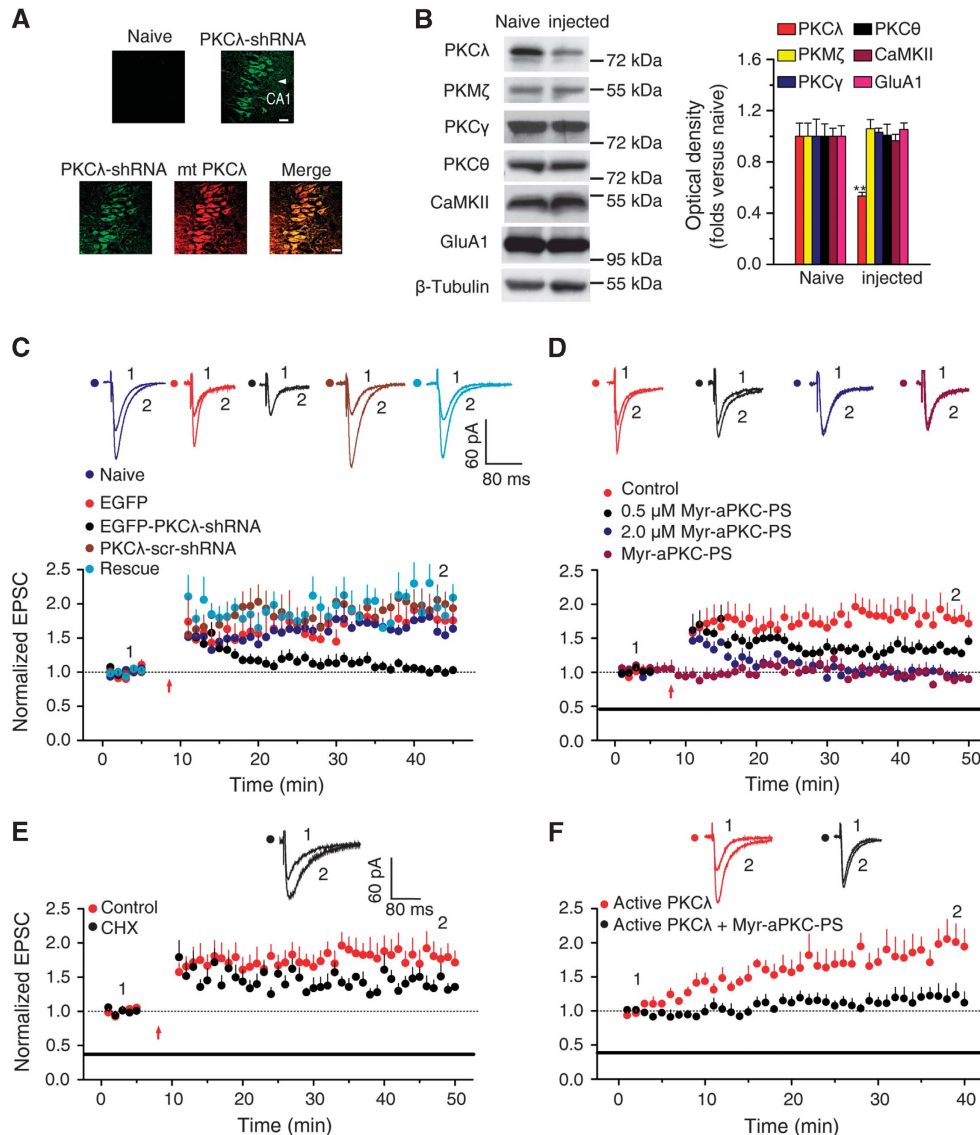 A
Naive
PKCλ-shRNA
CA1
PKCλ-shRNA
mt PKCλ
Merge
B
Naive injected
PKCλ
72 kDa
PKMζ
55 kDa
PKCγ
72 kDa
PKCθ
72 kDa
CaMKII
55 kDa
GluA1
95 kDa
β-Tubulin
55 kDa
PKCλ PKCθ
PKMζ CaMKII
PKCγ GluA1
Optical density
(folds versus naive)
1.6
1.2
0.8
0.4
0.0
**
Naive injected
C
1
2
1
2
1
2
1
2
1
2
60 pA
80 ms
Naive
EGFP
EGFP-PKCλ-shRNA
PKCλ-scr-shRNA
Rescue
Normalized EPSC
2.5
2.0
1.5
1.0
0.5
0.0
1
2
0 10 20 30 40 50
Time (min)
D
1
2
1
2
1
2
1
2
Control
0.5 µM Myr-aPKC-PS
2.0 µM Myr-aPKC-PS
Myr-aPKC-PS
2.5
2.0
1.5
1.0
0.5
0.0
1
2
0 10 20 30 40 50
Time (min)
E
1
2
60 pA
80 ms
Control
CHX
Normalized EPSC
2.5
2.0
1.5
1.0
0.5
0.0
1
2
0 10 20 30 40 50
Time (min)
F
1
2
1
2
Active PKCλ
Active PKCλ + Myr-aPKC-PS
2.5
2.0
1.5
1.0
0.5
0.0
1
2
0 10 20 30 40
Time (min)